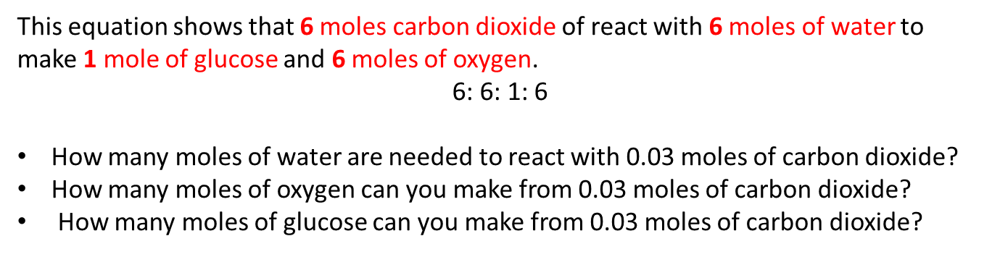 This equation shows that 6 moles carbon dioxide of react with 6 moles of water to
make 1 mole of glucose and 6 moles of oxygen.
6: 6: 1: 6
• How many moles of water are needed to react with 0.03 moles of carbon dioxide?
• How many moles of oxygen can you make from 0.03 moles of carbon dioxide?
• How many moles of glucose can you make from 0.03 moles of carbon dioxide?